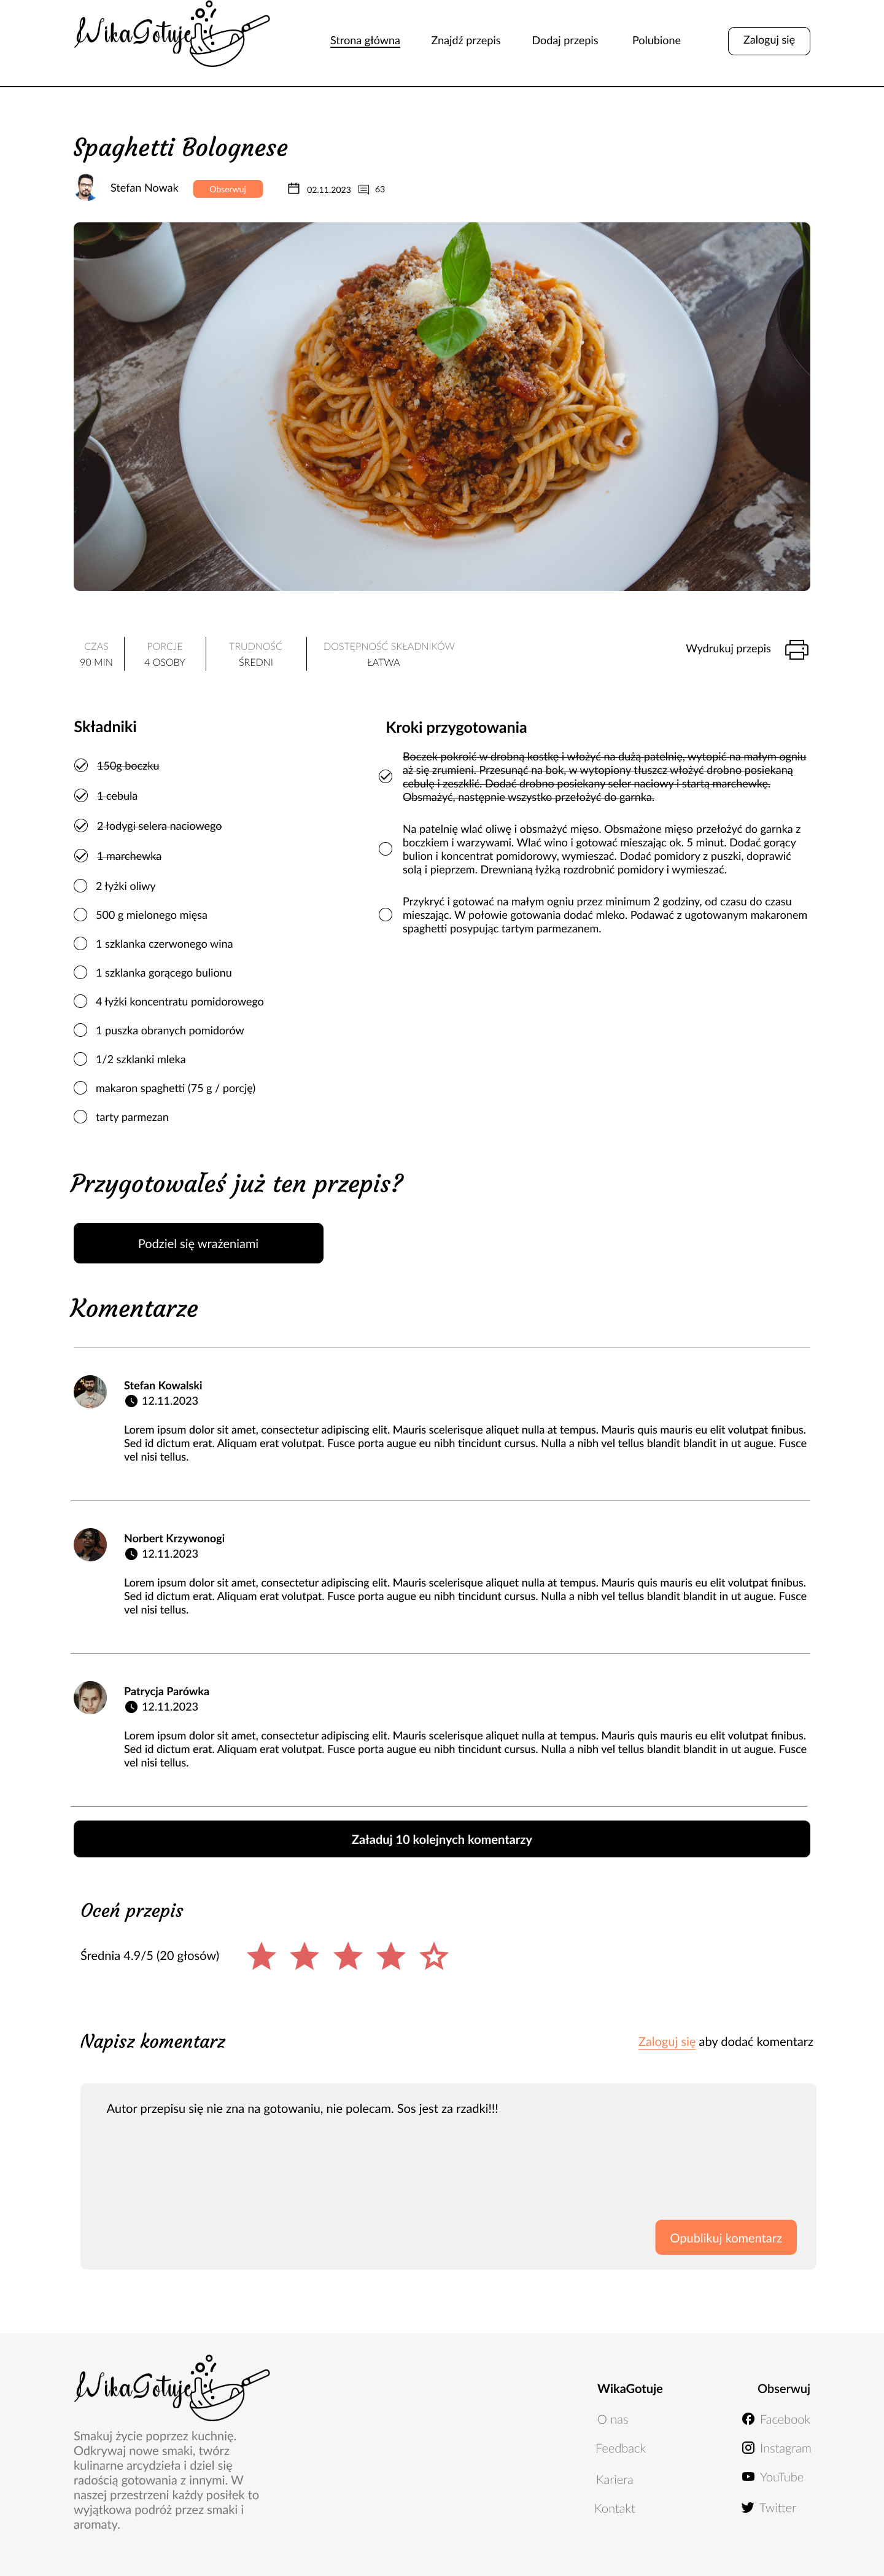 WikaGotuje
Strona główna
Znajdź przepis
Dodaj przepis
Polubione
Zaloguj się
Spaghetti Bolognese
Stefan Nowak
Obserwuj
02.11.2023
63
CZAS
90 MIN
PORCJE
4 OSOBY
TRUDNOŚĆ
ŚREDNI
DOSTĘPNOŚĆ SKŁADNIKÓW
ŁATWA
Wydrukuj przepis
Składniki
150g boczku
1 cebula
2 łodygi selera naciowego
1 marchewka
2 łyżki oliwy
500 g mielonego mięsa
1 szklanka czerwonego wina
1 szklanka gorącego bulionu
4 łyżki koncentratu pomidorowego
1 puszka obranych pomidorów
1/2 szklanki mleka
makaron spaghetti (75 g / porcję)
tarty parmezan
Kroki przygotowania
Boczek pokroić w drobną kostkę i włożyć na dużą patelnię, wytopić na małym ogniu
aż się zrumieni. Przesunąć na bok, w wytopiony tłuszcz włożyć drobno posiekaną
cebulę i zeszklić. Dodać drobno posiekany seler naciowy i startą marchewkę.
Obsmażyć, następnie wszystko przełożyć do garnka.
Na patelnię wlać oliwę i obsmażyć mięso. Obsmażone mięso przełożyć do garnka z
boczkiem i warzywami. Wlać wino i gotować mieszając ok. 5 minut. Dodać gorący
bulion i koncentrat pomidorowy, wymieszać. Dodać pomidory z puszki, doprawić
solą i pieprzem. Drewnianą łyżką rozdrobnić pomidory i wymieszać.
Przykryć i gotować na małym ogniu przez minimum 2 godziny, od czasu do czasu
mieszając. W połowie gotowania dodać mleko. Podawać z ugotowanym makaronem
spaghetti posypując tartym parmezanem.
Przygotowałeś już ten przepis?
Podziel się wrażeniami
Komentarze
Stefan Kowalski
12.11.2023
Lorem ipsum dolor sit amet, consectetur adipiscing elit. Mauris scelerisque aliquet nulla at tempus. Mauris quis mauris eu elit volutpat finibus.
Sed id dictum erat. Aliquam erat volutpat. Fusce porta augue eu nibh tincidunt cursus. Nulla a nibh vel tellus blandit blandit in ut augue. Fusce
vel nisi tellus.
Norbert Krzywonogi
12.11.2023
Lorem ipsum dolor sit amet, consectetur adipiscing elit. Mauris scelerisque aliquet nulla at tempus. Mauris quis mauris eu elit volutpat finibus.
Sed id dictum erat. Aliquam erat volutpat. Fusce porta augue eu nibh tincidunt cursus. Nulla a nibh vel tellus blandit blandit in ut augue. Fusce
vel nisi tellus.
Patrycja Parówka
12.11.2023
Lorem ipsum dolor sit amet, consectetur adipiscing elit. Mauris scelerisque aliquet nulla at tempus. Mauris quis mauris eu elit volutpat finibus.
Sed id dictum erat. Aliquam erat volutpat. Fusce porta augue eu nibh tincidunt cursus. Nulla a nibh vel tellus blandit blandit in ut augue. Fusce
vel nisi tellus.
Załaduj 10 kolejnych komentarzy
Oceń przepis
Średnia 4.9/5 (20 głosów)
Napisz komentarz
Zaloguj się aby dodać komentarz
Autor przepisu się nie zna na gotowaniu, nie polecam. Sos jest za rzadki!!!
Opublikuj komentarz
WikaGotuje
Smakuj życie poprzez kuchnię.
Odkrywaj nowe smaki, twórz
kulinarne arcydzieła i dziel się
radością gotowania z innymi. W
naszej przestrzeni każdy posiłek to
wyjątkowa podróż przez smaki i
aromaty.
WikaGotuje
O nas
Feedback
Kariera
Kontakt
Obserwuj
Facebook
Instagram
YouTube
Twitter